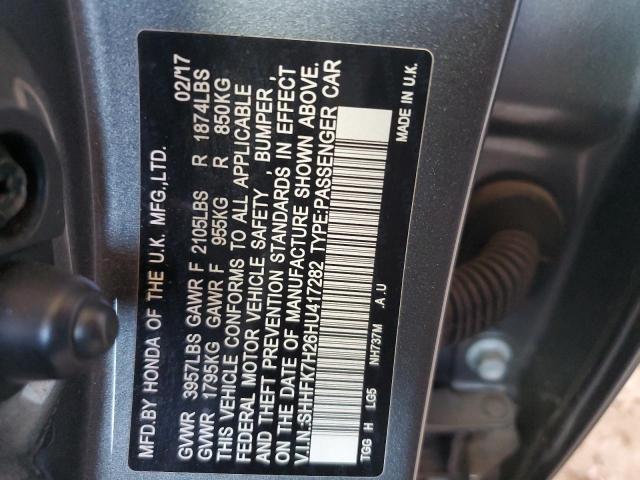 MFD.BY HONDA OF THE U.K. MFG.,LTD. 02/17
GVWR 3957LBS GAWR F 2105LBS R 1874LBS
GVWR 1795KG GAWR F 955KG R 850KG
THIS VEHICLE CONFORMS TO ALL APPLICABLE
FEDERAL MOTOR VEHICLE SAFETY , BUMPER ,
AND THEFT PREVENTION STANDARDS IN EFFECT
ON THE DATE OF MANUFACTURE SHOWN ABOVE.
V.I.N:SHHFK7H26HU417282 TYPE:PASSENGER CAR
TGG H LG5 NH737M .A.U MADE IN U.K.